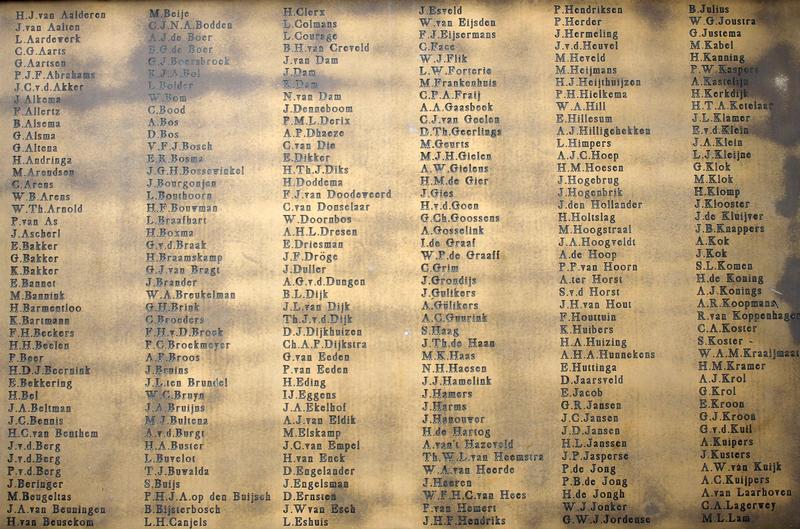 H.J.van Aalderen
J.van Aalten
L.Aardewerk
C.G.Aarts
G.Aartsen
P.J.F.Abrahams
J.C.v.d.Akker
J.Alkema
F.Allertz
B.Alsema
G.Alsma
G.Altena
H.Andringa
M.Arendsen
C.Arens
W.B.Arens
W.Th.Arnold
P.van As
J.Ascherl
E.Bakker
G.Bakker
K.Bakker
E.Bannet
M.Bannink
H.Barmentloo
K.Bartmann
F.H.Beckers
H.H.Beelen
F.Beer
H.D.J.Beernink
E.Bekkering
H.Bel
J.A.Beltman
J.C.Bennis
H.C.van Benthem
J.v.d.Berg
J.v.d.Berg
P.v.d.Berg
J.Beringer
M.Beugeltas
J.A.van Beuningen
H.van Beusekom
M.Beije
C.J.N.A.Bodden
A.J.de Boer
B.G.de Boer
G.J.Boersbroek
K.J.A.Bol
L.Bolder
W.Bom
C.Bood
A.Bos
D.Bos
V.F.J.Bosch
E.R.Bosma
J.G.H.Bossewinkel
J.Bourgonjen
L.Bouthoorn
H.F.Bouwman
L.Braafhart
H.Boxma
G.v.d.Braak
H.Braamskamp
G.J.van Bragt
J.Brander
W.A.Breukelman
G.H.Brink
C.Broeders
F.H.v.D.Broek
P.C.Broekmeyer
A.F.Broos
J.Bruins
J.L.ten Brundel
W.C.Bruyn
J.A.Bruijns
M.J.Bultena
A.v.d.Burgt
H.A.Buster
L.Buvelot
T.J.Buwalda
S.Buijs
P.H.J.A.op den Buijsch
B.Bijsterbosch
L.H.Canjels
H.Clerx
L.Colmans
L.Courage
B.H.van Creveld
J.van Dam
J.Dam
K.Dam
N.van Dam
J.Denneboom
P.M.L.Derix
A.P.Dhaeze
C.van Die
E.Dikker
H.Th.J.Diks
H.Doddema
F.J.van Doodeweerd
C.van Donselaar
W.Doornbos
A.H.L.Dresen
E.Driesman
J.F.Dröge
J.Duller
A.G.v.d.Dungen
B.L.Dijk
J.L.van Dijk
Th.J.v.d.Dijk
D.J.Dijkhuizen
Ch.A.P.Dijkstra
G.van Eeden
P.van Eeden
H.Eding
IJ.Eggens
J.A.Ekelhof
A.J.van Eldik
M.Elskamp
J.C.van Empel
H.van Enck
D.Engelander
J.Engelsman
D.Ernsten
J.Wvan Esch
L.Eshuis
J.Esveld
W.van Eijsden
F.J.Eijsermans
C.Face
W.J.Flik
L.W.Forterie
M.Frankenhuis
C.P.A.Fraij
A.A.Gaasbeek
C.J.van Geelen
D.Th.Geerlings
M.Geurts
M.J.H.Gielen
A.W.Gielens
H.M.de Gier
J.Gies
H.v.d.Goen
G.Ch.Goossens
A.Gosselink
I.de Graaf
W.P.de Graaff
C.Grim
J.Grondijs
J.Gulikers
A.Gülikers
A.C.Guurink
S.Haag
J.Th.de Haan
M.K.Haas
N.H.Haesen
J.J.Hamelink
J.Hamers
J.Harms
J.Hanouwer
H.de Hartog
A.van't Hazeveld
Th.W.L.van Heemstra
W.A.van Heerde
J.Heeren
W.F.H.C.van Hees
F.van Hemert
J.H.F.Hendriks
P.Hendriksen
P.Herder
J.Hermeling
J.v.d.Heuvel
M.Heveld
M.Heijmans
H.J.Heijthuijzen
P.H.Hielkema
W.A.Hill
E.Hillesum
A.J.Hilligehekken
L.Himpers
A.J.C.Hoep
H.M.Hoesen
J.Hogebrug
J.Hogenbrik
J.den Hollander
H.Holtslag
M.Hoogstraal
J.A.Hoogveldt
A.de Hoop
P.P.van Hoorn
A.ter Horst
S.v.d Horst
J.H.van Hout
F.Houttuin
K.Huibers
H.A.Huizing
A.H.A.Hunnekens
E.Huttinga
D.Jaarsveld
E.Jacob
G.R.Jansen
J.C.Jansen
J.D.Jansen
H.L.Janssen
J.P.Jasperse
P.de Jong
P.B.de Jong
H.de Jongh
W.J.Jonker
G.W.J.Jordense
B.Julius
W.G.Joustra
G.Justema
M.Kabel
H.Kanning
P.W.Kaspers
A.Kastelijn
H.Kerkdijk
H.T.A.Ketelaar
J.L.Klamer
E.v.d.Klein
J.A.Klein
L.J.Kleijne
G.Klok
M.Klok
H.Klomp
J.Klooster
J.de Kluijver
J.B.Knappers
A.Kok
J.Kok
S.L.Komen
H.de Koning
A.J.Konings
A.R.Koopmans
R.van Koppenhagen
C.A.Koster
S.Koster
W.A.M.Kraaijmaat
H.M.Kramer
A.J.Krol
G.Krol
E.Kroon
G.J.Kroon
G.v.d.Kuil
A.Kuipers
J.Kusters
A.W.van Kuijk
A.C.Kuijpers
A.van Laarhoven
C.A.Lagerwey
M.L.Lam